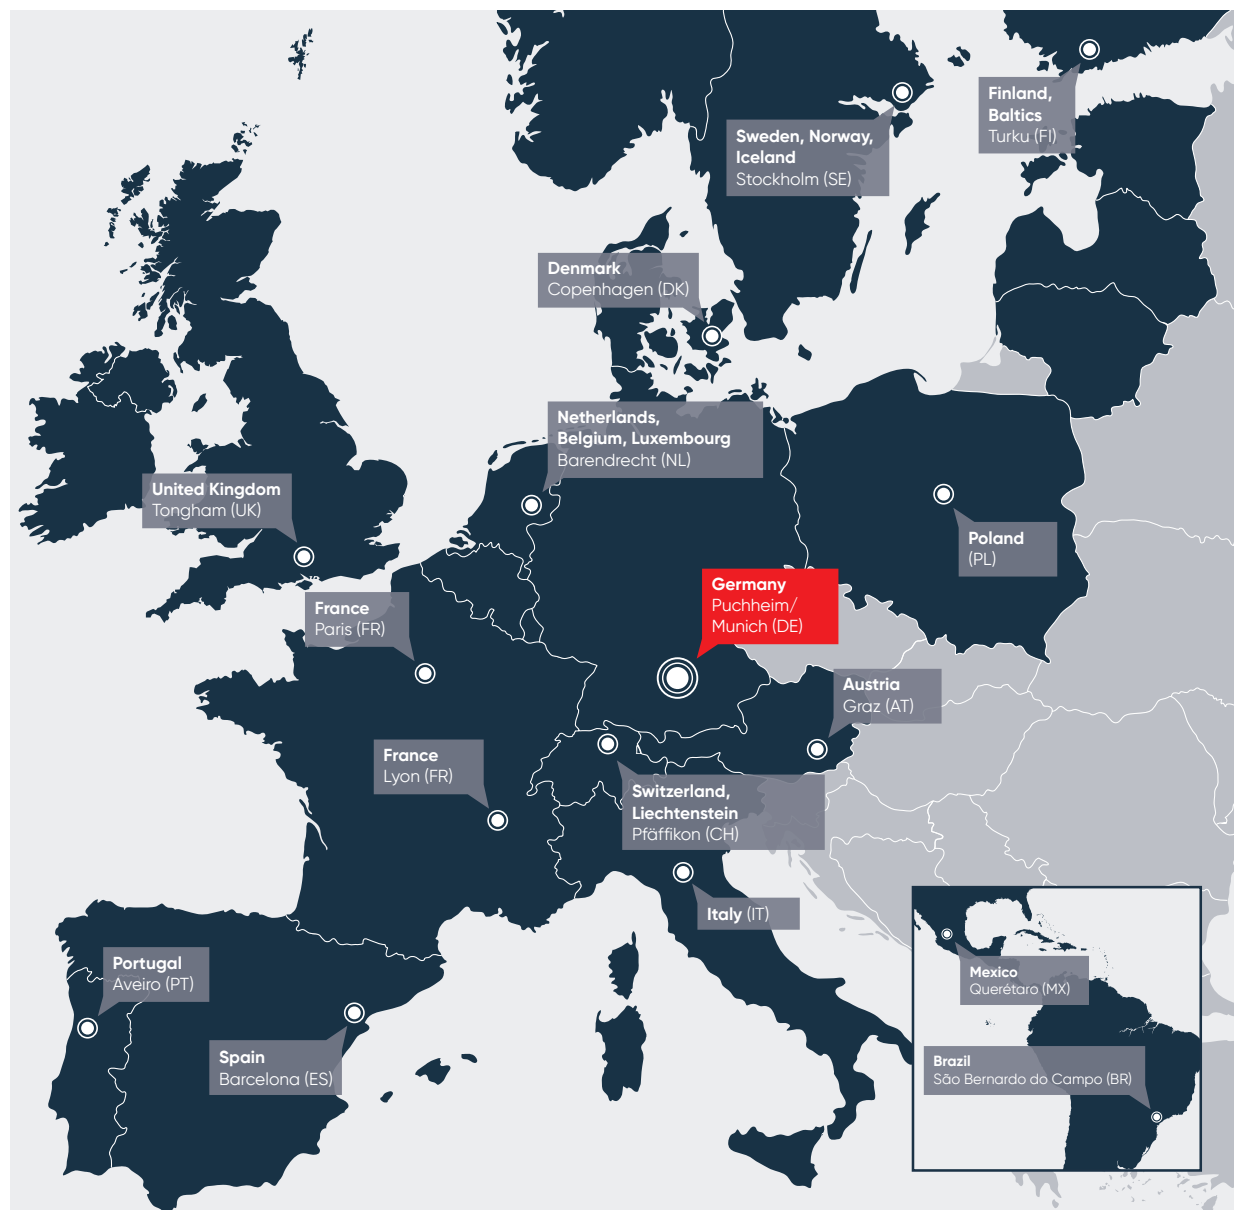 Finland,
Baltics
Turku (FI)
Sweden, Norway,
Iceland
Stockholm (SE)
Denmark
Copenhagen (DK)
Netherlands,
Belgium, Luxembourg
Barendrecht (NL)
United Kingdom
Tongham (UK)
Poland
(PL)
Germany
Puchheim/
Munich (DE)
France
Paris (FR)
Austria
Graz (AT)
France
Lyon (FR)
Switzerland,
Liechtenstein
Pfäffikon (CH)
Italy (IT)
Portugal
Aveiro (PT)
Mexico
Querétaro (MX)
Spain
Barcelona (ES)
Brazil
São Bernardo do Campo (BR)